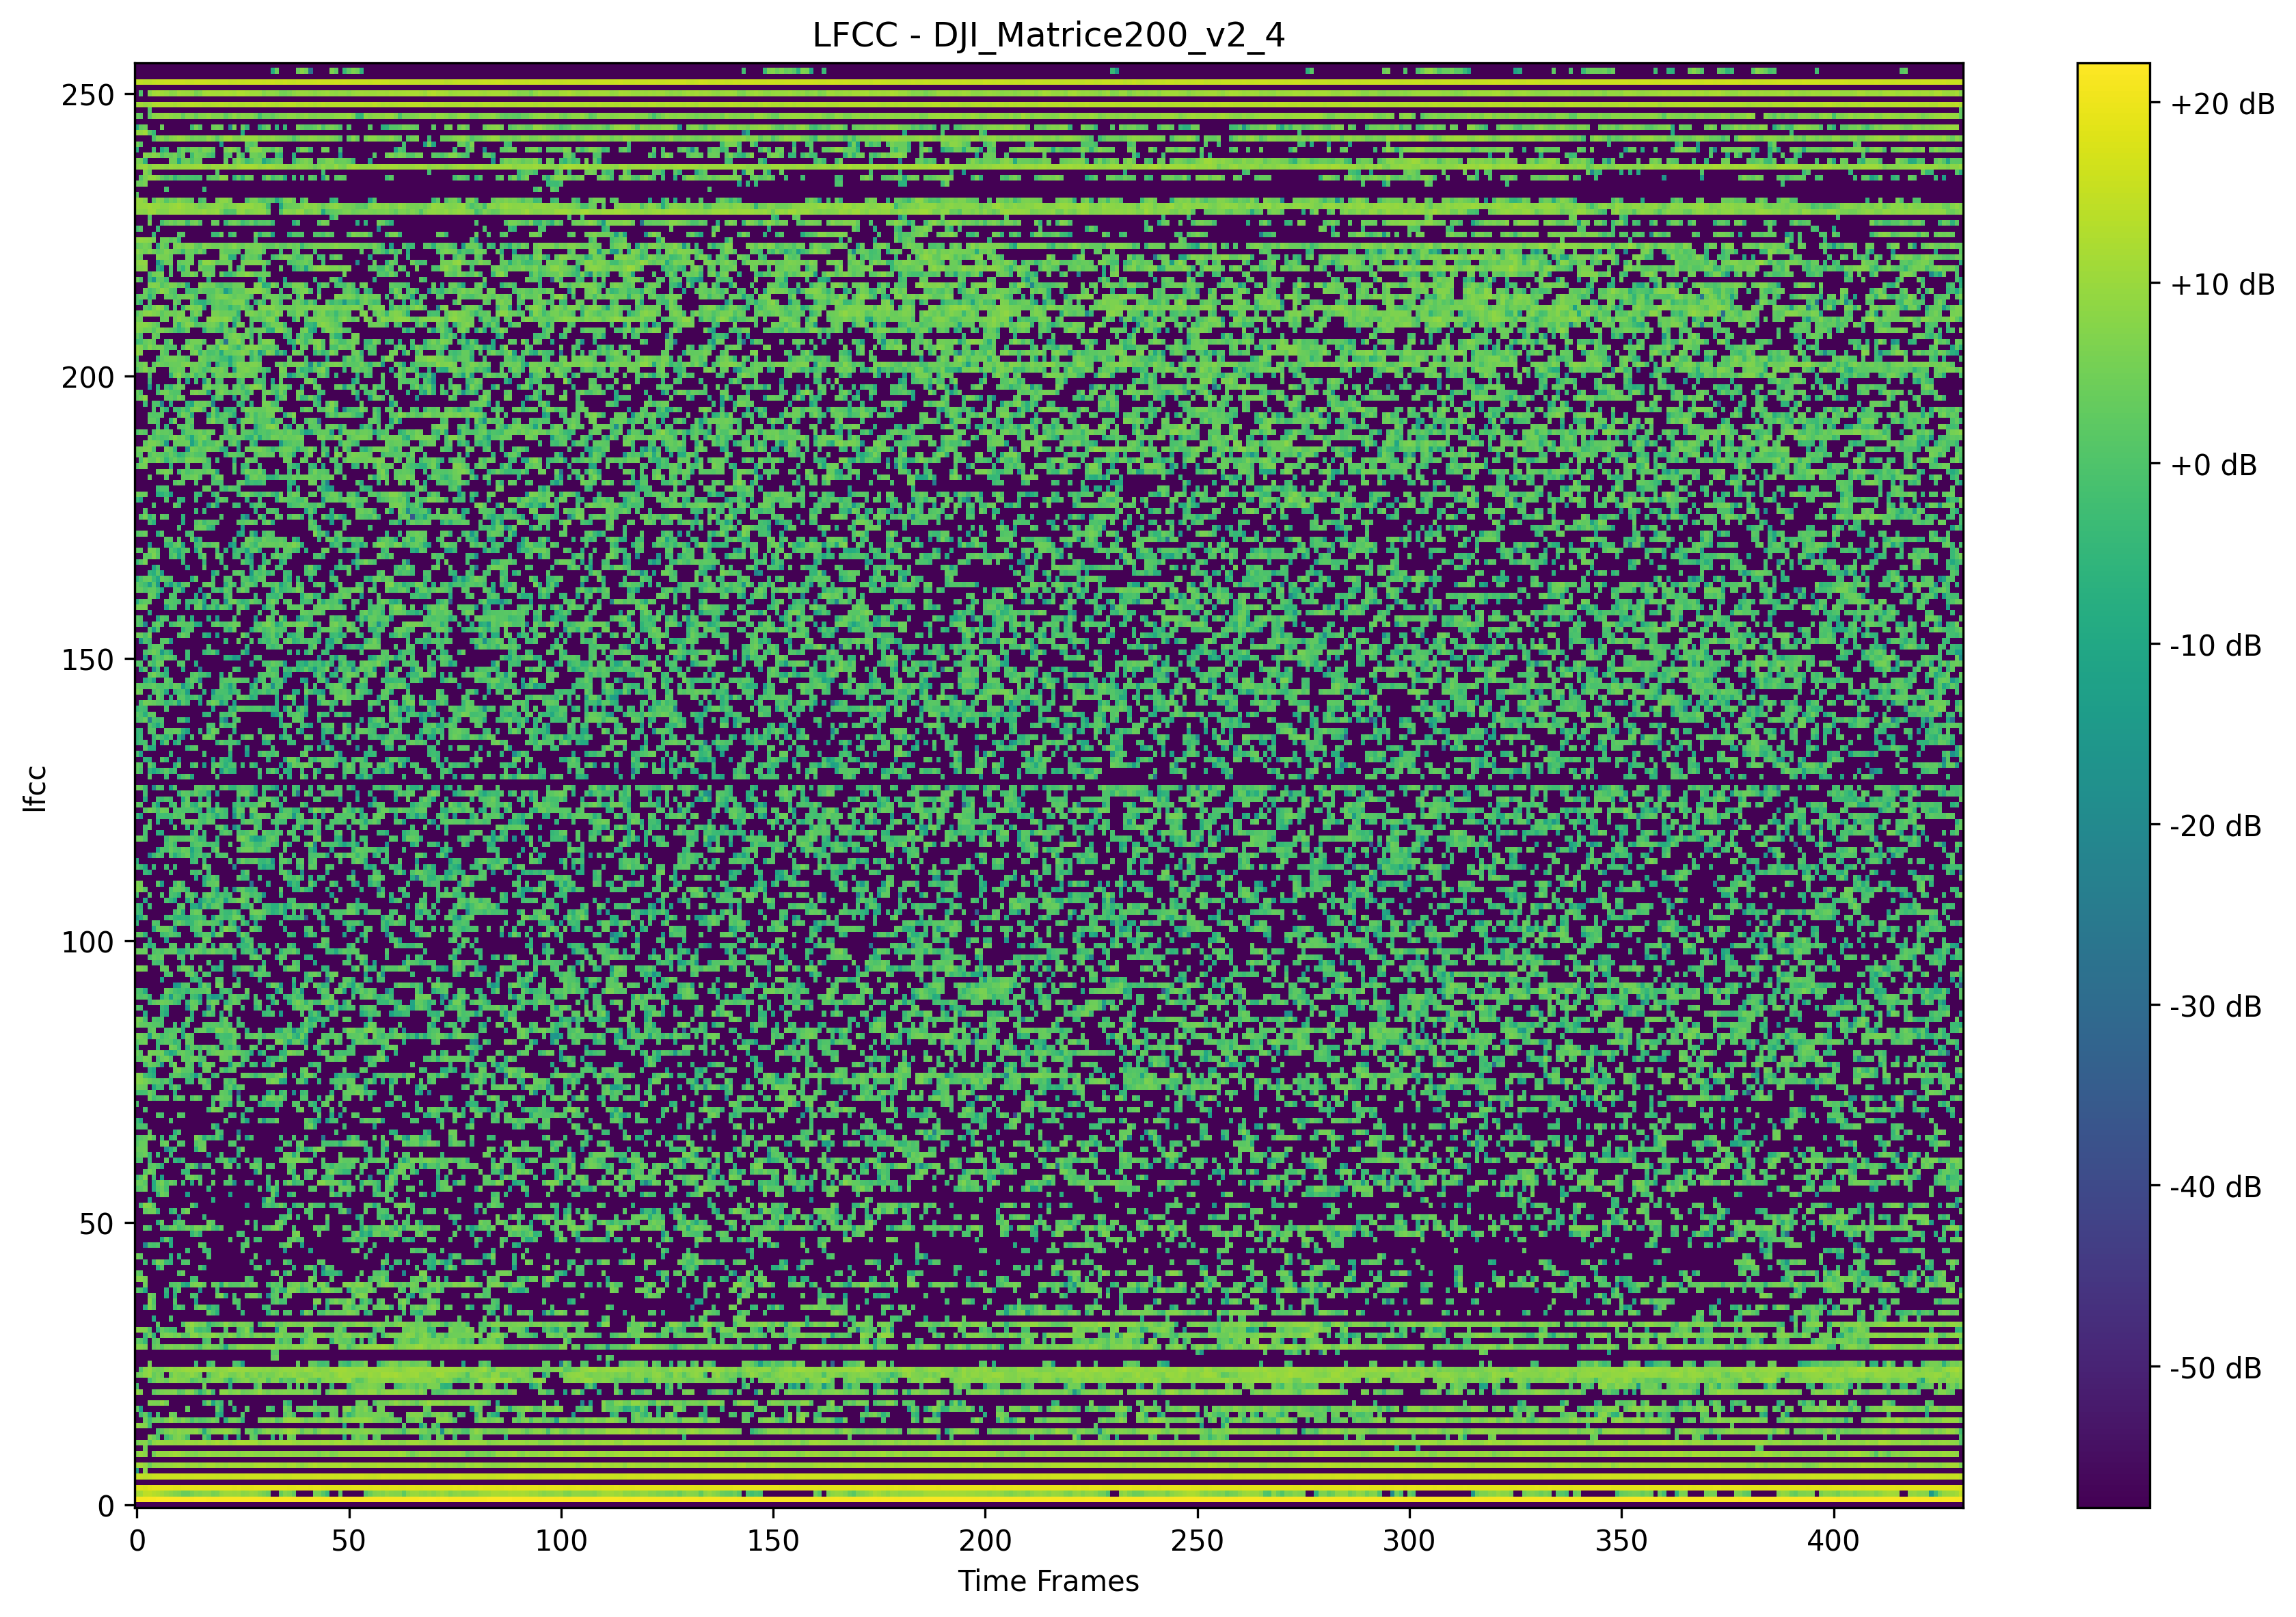 LFCC - DJI_Matrice200_v2_4
250
200
150
100
50
0
lfcc
0 50 100 150 200 250 300 350 400
Time Frames
+20 dB
+10 dB
+0 dB
-10 dB
-20 dB
-30 dB
-40 dB
-50 dB